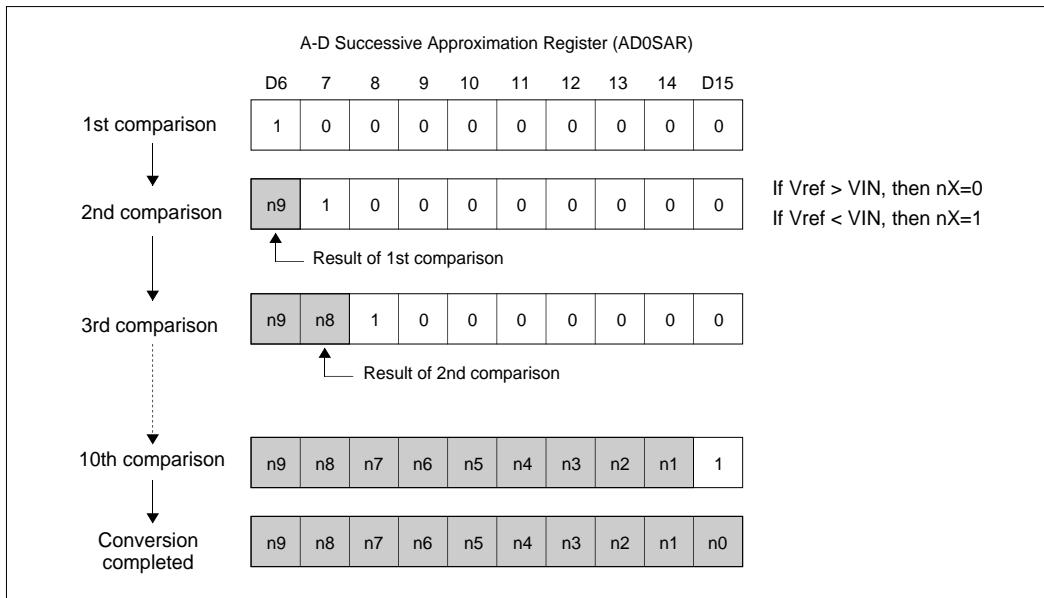 A-D Successive Approximation Register (AD0SAR)
D6 7 8 9 10 11 12 13 14 D15
1st comparison 1 0 0 0 0 0 0 0 0 0
2nd comparison n9 1 0 0 0 0 0 0 0 0
If Vref > VIN, then nX=0
If Vref < VIN, then nX=1
Result of 1st comparison
3rd comparison n9 n8 1 0 0 0 0 0 0 0
Result of 2nd comparison
10th comparison n9 n8 n7 n6 n5 n4 n3 n2 n1 1
Conversion
completed n9 n8 n7 n6 n5 n4 n3 n2 n1 n0